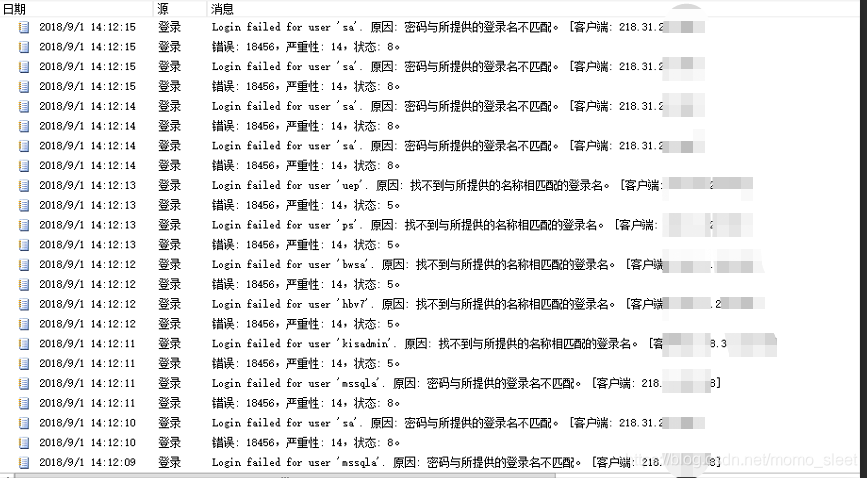 日期 源 消息
2018/9/1 14:12:15 登录 Login failed for user 'sa'. 原因: 密码与所提供的登录名不匹配。 [客户端: 218.31.2
2018/9/1 14:12:15 登录 错误: 18456，严重性: 14，状态: 8。
2018/9/1 14:12:15 登录 Login failed for user 'sa'. 原因: 密码与所提供的登录名不匹配。 [客户端: 218.31.2
2018/9/1 14:12:15 登录 错误: 18456，严重性: 14，状态: 8。
2018/9/1 14:12:14 登录 Login failed for user 'sa'. 原因: 密码与所提供的登录名不匹配。 [客户端: 218.31.2
2018/9/1 14:12:14 登录 错误: 18456，严重性: 14，状态: 8。
2018/9/1 14:12:14 登录 Login failed for user 'sa'. 原因: 密码与所提供的登录名不匹配。 [客户端: 218.31.2
2018/9/1 14:12:14 登录 错误: 18456，严重性: 14，状态: 8。
2018/9/1 14:12:13 登录 Login failed for user 'uep'. 原因: 找不到与所提供的名称相匹配的登录名。 [客户端: 2
2018/9/1 14:12:13 登录 错误: 18456，严重性: 14，状态: 5。
2018/9/1 14:12:13 登录 Login failed for user 'ps'. 原因: 找不到与所提供的名称相匹配的登录名。 [客户端: 2
2018/9/1 14:12:13 登录 错误: 18456，严重性: 14，状态: 5。
2018/9/1 14:12:12 登录 Login failed for user 'bwsa'. 原因: 找不到与所提供的名称相匹配的登录名。 [客户端
2018/9/1 14:12:12 登录 错误: 18456，严重性: 14，状态: 5。
2018/9/1 14:12:12 登录 Login failed for user 'hbv7'. 原因: 找不到与所提供的名称相匹配的登录名。 [客户端 .2
2018/9/1 14:12:12 登录 错误: 18456，严重性: 14，状态: 5。
2018/9/1 14:12:11 登录 Login failed for user 'kisadmin'. 原因: 找不到与所提供的名称相匹配的登录名。 [客 8.3
2018/9/1 14:12:11 登录 错误: 18456，严重性: 14，状态: 5。
2018/9/1 14:12:11 登录 Login failed for user 'mssqla'. 原因: 密码与所提供的登录名不匹配。 [客户端: 218. 8]
2018/9/1 14:12:11 登录 错误: 18456，严重性: 14，状态: 8。
2018/9/1 14:12:10 登录 Login failed for user 'sa'. 原因: 密码与所提供的登录名不匹配。 [客户端: 218.31.2
2018/9/1 14:12:10 登录 错误: 18456，严重性: 14，状态: 8。
2018/9/1 14:12:09 登录 Login failed for user 'mssqla'. 原因: 密码与所提供的登录名不匹配。 [客户端: 218. 8]
https://blog.csdn.net/momo_sleet